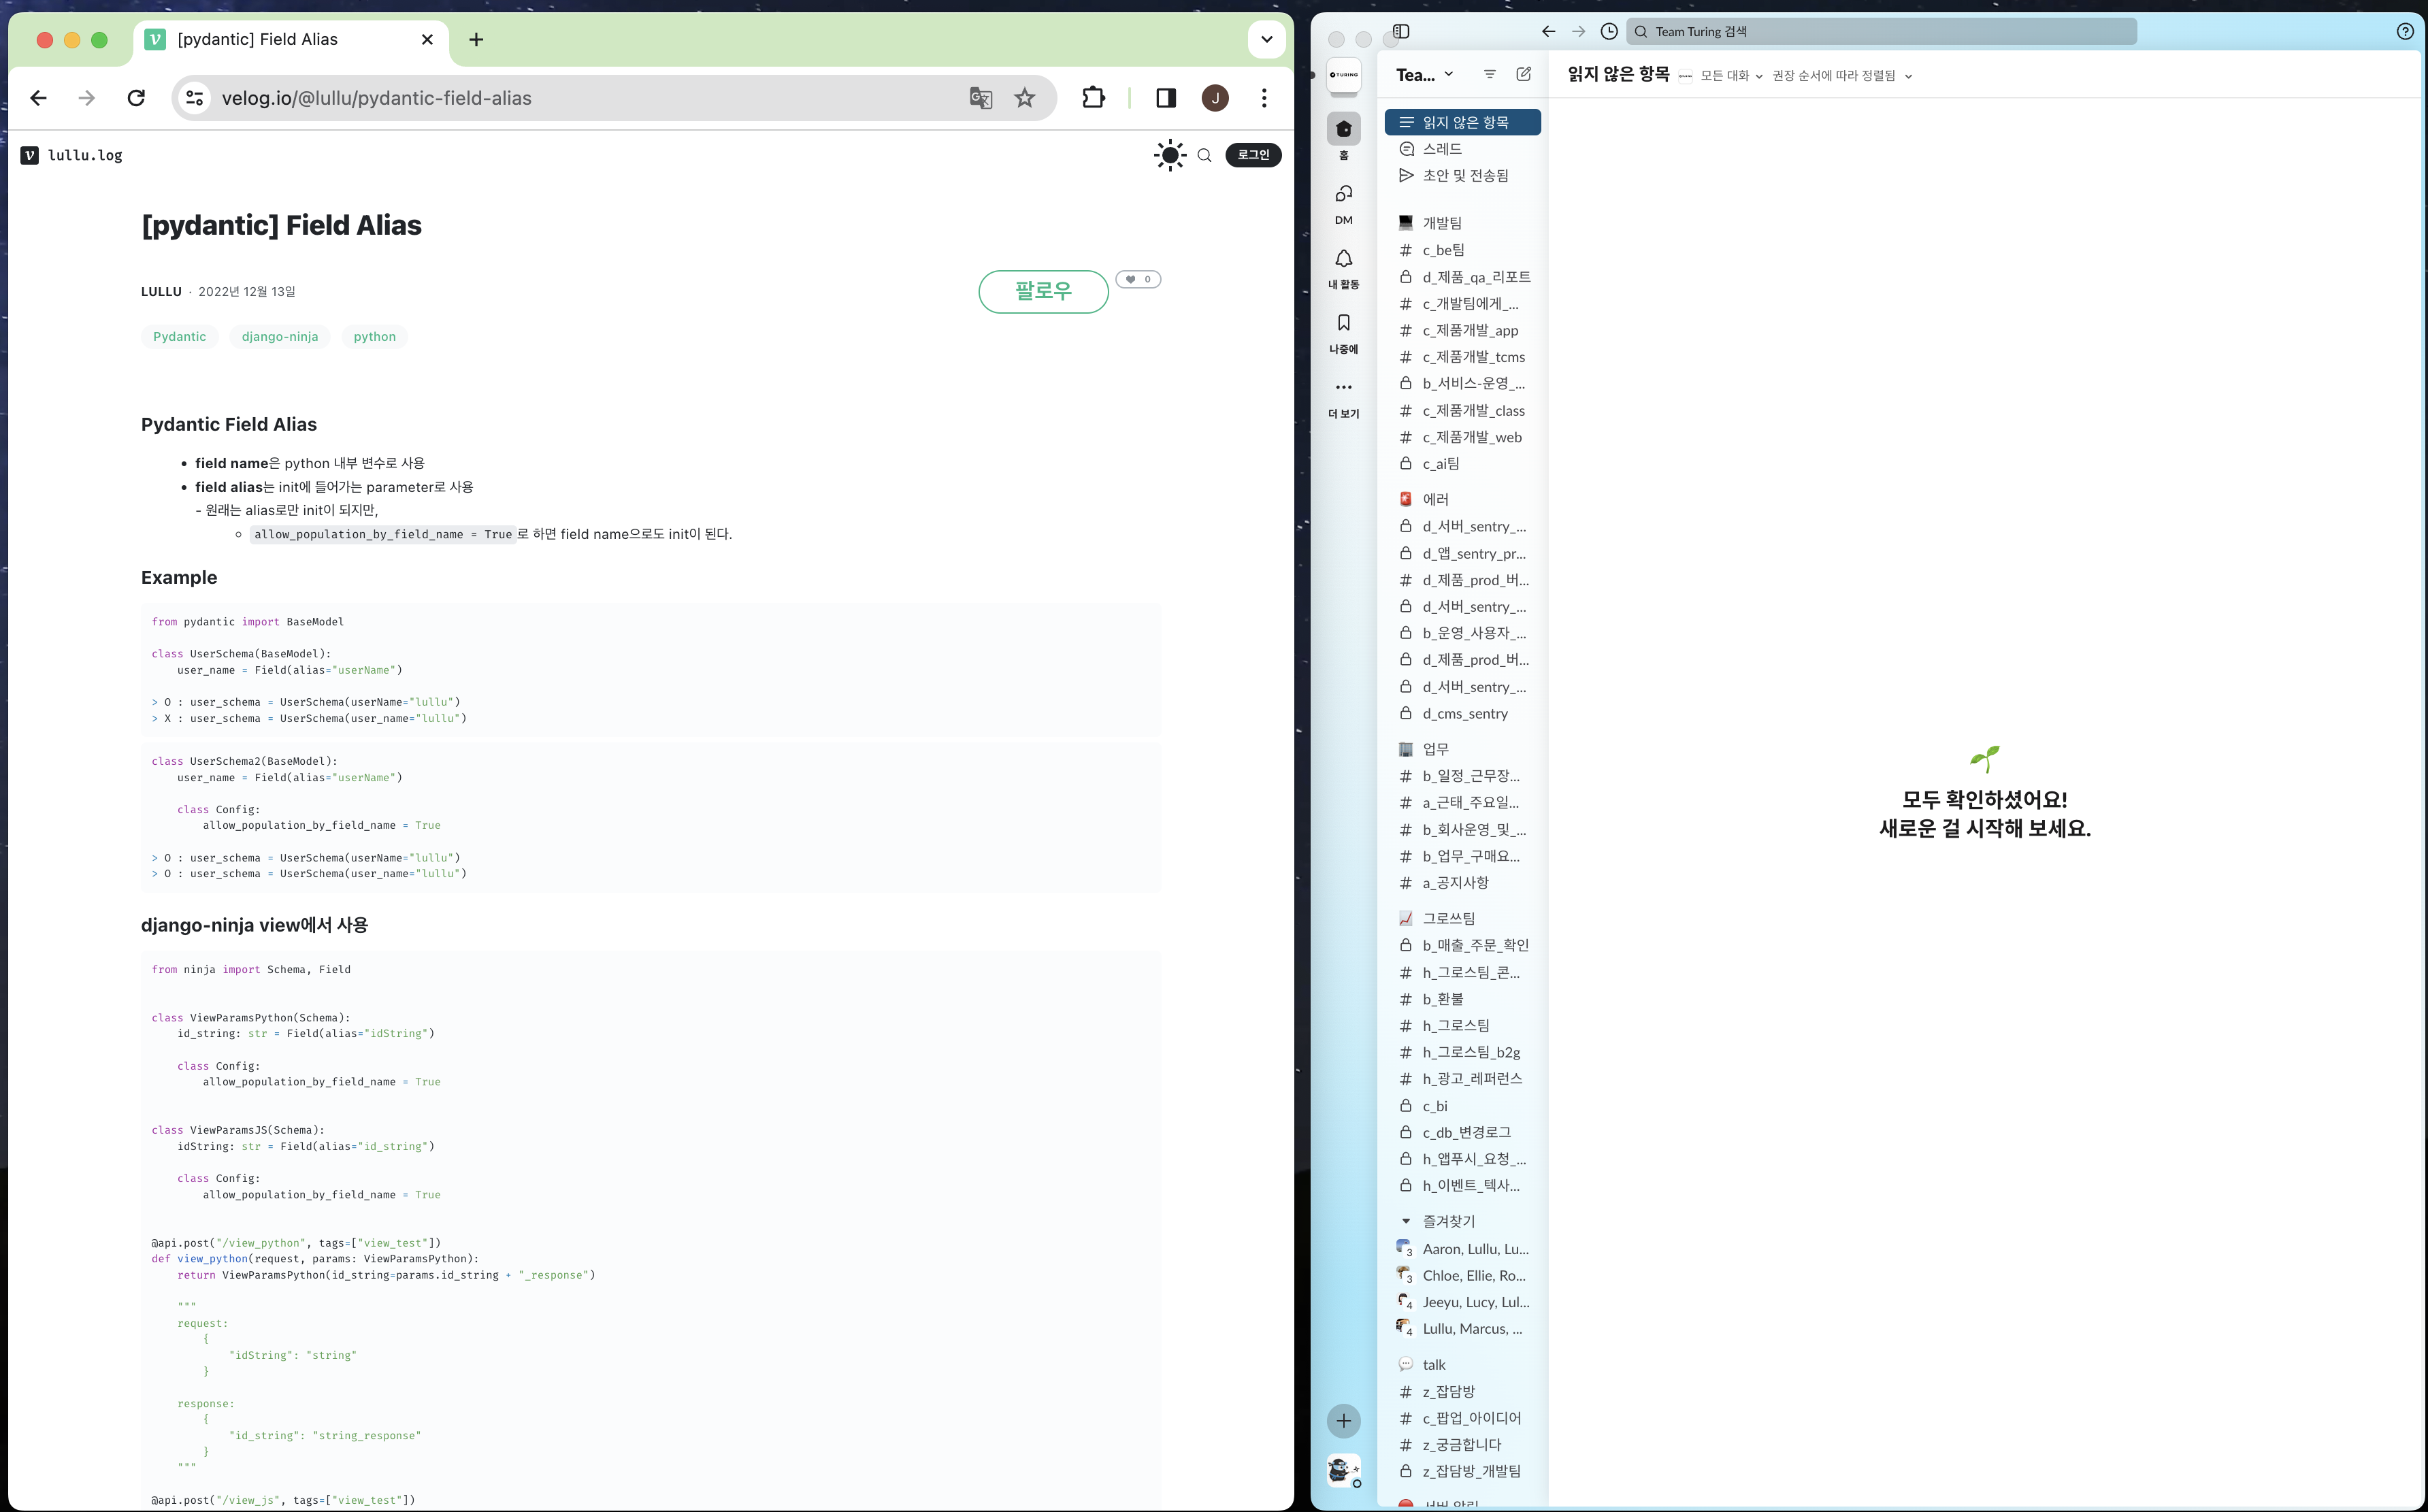 [pydantic] Field Alias
velog.io/@lullu/pydantic-field-alias
J
lullu.log
로그인
[pydantic] Field Alias
LULLU · 2022년 12월 13일
팔로우
0
Pydantic
django-ninja
python
Pydantic Field Alias
• field name은 python 내부 변수로 사용
• field alias는 init에 들어가는 parameter로 사용
- 원래는 alias로만 init이 되지만,
◦ allow_population_by_field_name = True로 하면 field name으로도 init이 된다.
Example
from pydantic import BaseModel
class UserSchema(BaseModel):
    user_name = Field(alias="userName")
> O : user_schema = UserSchema(userName="lullu")
> X : user_schema = UserSchema(user_name="lullu")
class UserSchema2(BaseModel):
    user_name = Field(alias="userName")
    class Config:
        allow_population_by_field_name = True
> O : user_schema = UserSchema(userName="lullu")
> O : user_schema = UserSchema(user_name="lullu")
django-ninja view에서 사용
from ninja import Schema, Field
class ViewParamsPython(Schema):
    id_string: str = Field(alias="idString")
    class Config:
        allow_population_by_field_name = True
class ViewParamsJS(Schema):
    idString: str = Field(alias="id_string")
    class Config:
        allow_population_by_field_name = True
@api.post("/view_python", tags=["view_test"])
def view_python(request, params: ViewParamsPython):
    return ViewParamsPython(id_string=params.id_string + "_response")
    """
    request:
        {
            "idString": "string"
        }
    response:
        {
            "id_string": "string_response"
        }
    """
@api.post("/view_js", tags=["view_test"])
Team Turing 검색
TURING
홈
DM
내 활동
나중에
더 보기
Tea...
읽지 않은 항목
모든 대화
권장 순서에 따라 정렬됨
읽지 않은 항목
스레드
초안 및 전송됨
개발팀
# c_be팀
d_제품_qa_리포트
# c_개발팀에게_...
# c_제품개발_app
# c_제품개발_tcms
b_서비스-운영_...
# c_제품개발_class
# c_제품개발_web
c_ai팀
에러
d_서버_sentry_...
d_앱_sentry_pr...
# d_제품_prod_버...
d_서버_sentry_...
b_운영_사용자_...
d_제품_prod_버...
d_서버_sentry_...
d_cms_sentry
업무
# b_일정_근무장...
# a_근태_주요일...
# b_회사운영_및_...
# b_업무_구매요...
# a_공지사항
그로쓰팀
b_매출_주문_확인
# h_그로스팀_콘...
# b_환불
# h_그로스팀
# h_그로스팀_b2g
# h_광고_레퍼런스
c_bi
c_db_변경로그
h_앱푸시_요청_...
h_이벤트_텍사...
즐겨찾기
3 Aaron, Lullu, Lu...
3 Chloe, Ellie, Ro...
4 Jeeyu, Lucy, Lul...
4 Lullu, Marcus, ...
talk
# z_잡담방
# c_팝업_아이디어
# z_궁금합니다
z_잡담방_개발팀
모두 확인하셨어요!
새로운 걸 시작해 보세요.